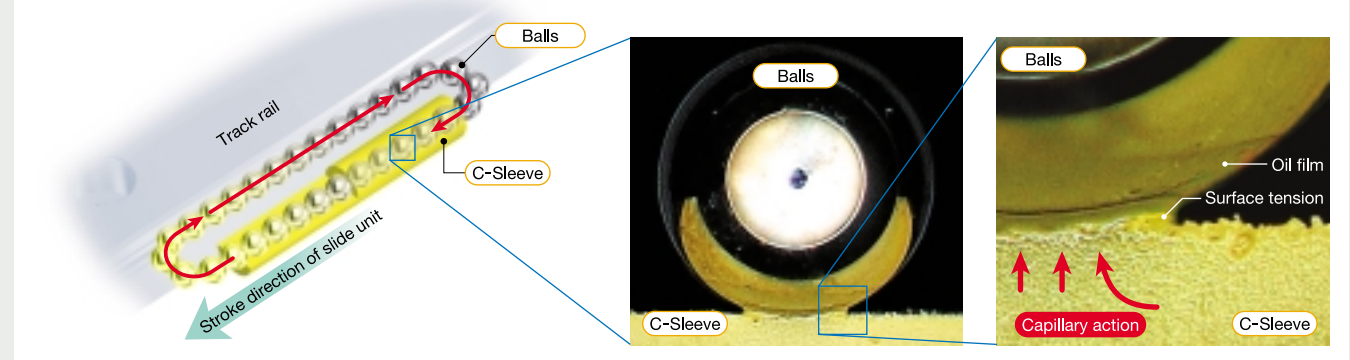 Balls
Track rail
C-Sleeve
Stroke direction of slide unit
Balls
C-Sleeve
Balls
Oil film
Surface tension
Capillary action
C-Sleeve